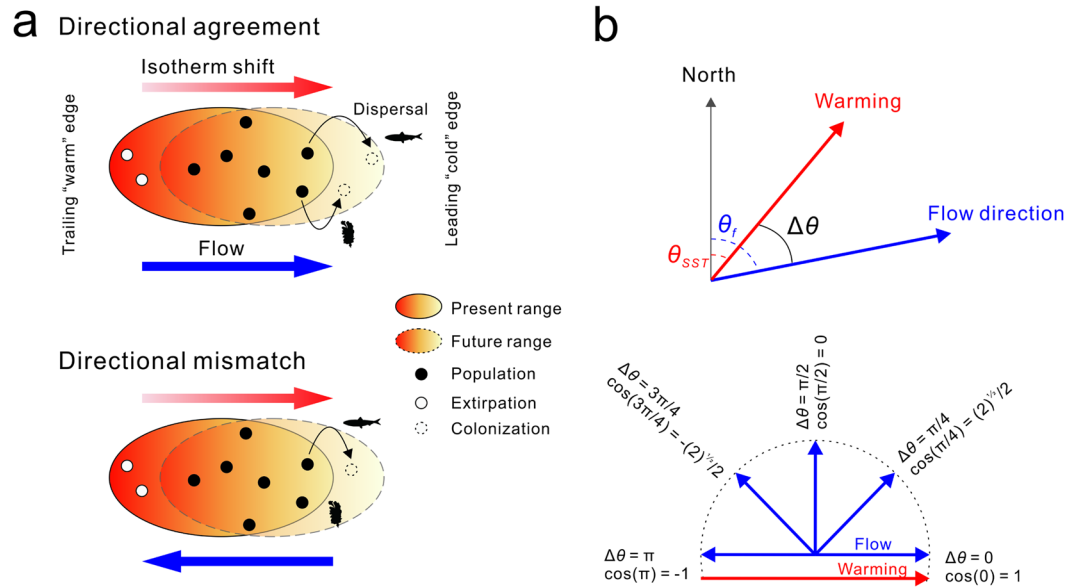 a
Directional agreement
Isotherm shift
Dispersal
Trailing “warm” edge
Leading “cold” edge
Flow
Present range
Future range
Population
Extirpation
Colonization
Directional mismatch
b
North
Warming
Flow direction
θf
Δθ
θSST
Δθ = 3π/4
cos(3π/4) = -(2)^½/2
Δθ = π/2
cos(π/2) = 0
Δθ = π/4
cos(π/4) = (2)^½/2
Flow
Warming
Δθ = π
cos(π) = -1
Δθ = 0
cos(0) = 1